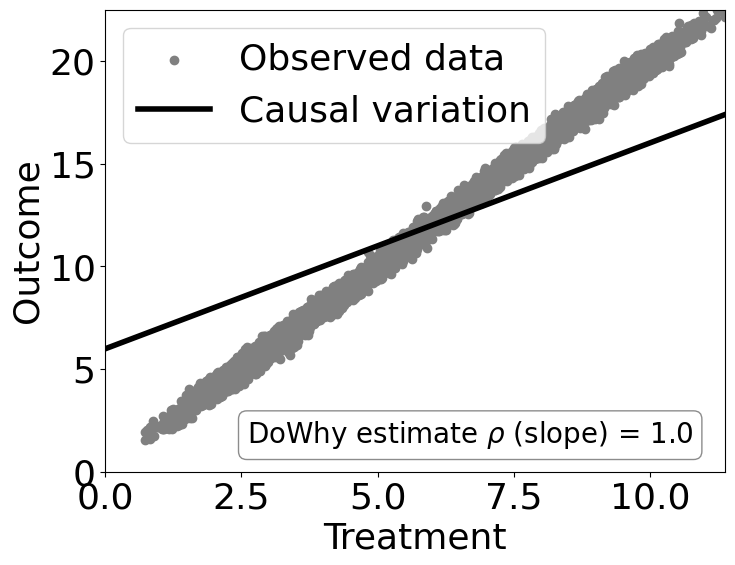 Observed data
Causal variation
20
15
10
5
0
Outcome
DoWhy estimate ρ (slope) = 1.0
0.0 2.5 5.0 7.5 10.0
Treatment